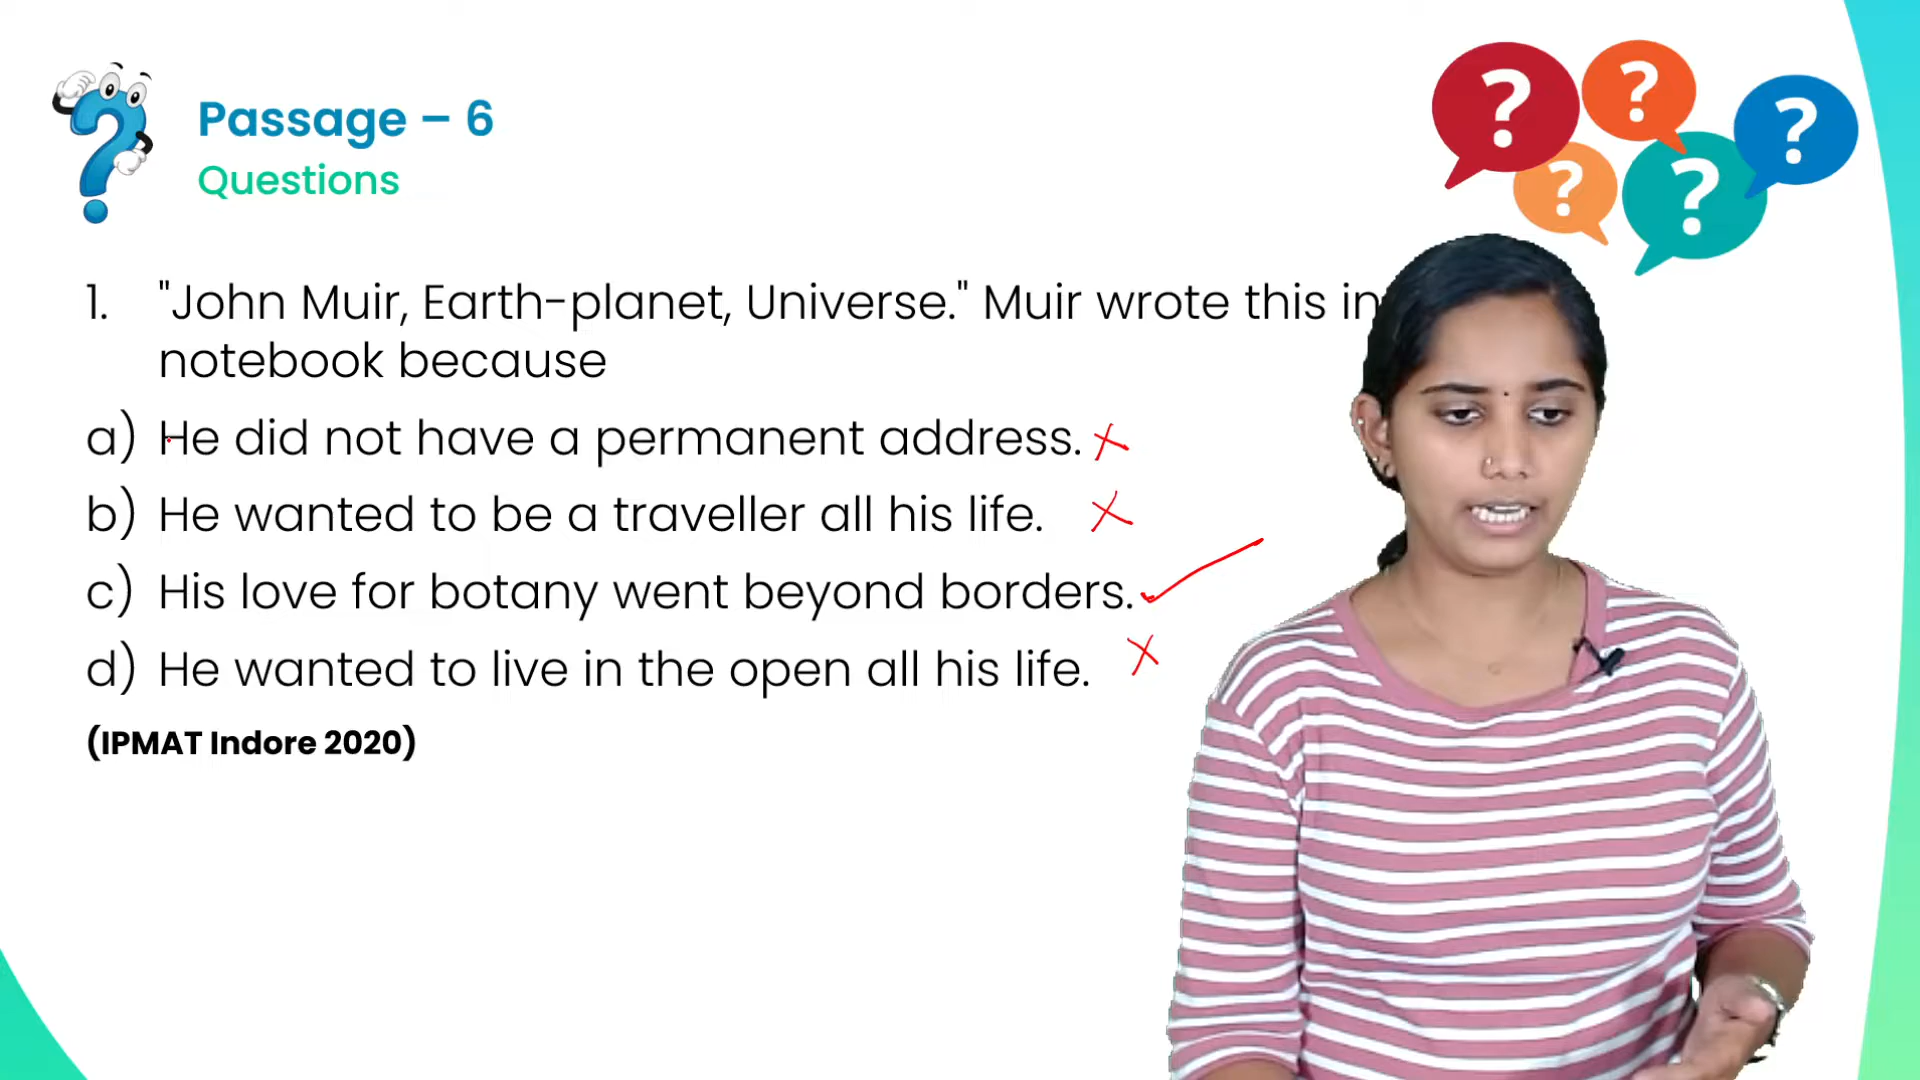 Passage – 6
Questions
1. "John Muir, Earth-planet, Universe." Muir wrote this in
notebook because
a) He did not have a permanent address.
b) He wanted to be a traveller all his life.
c) His love for botany went beyond borders.
d) He wanted to live in the open all his life.
(IPMAT Indore 2020)